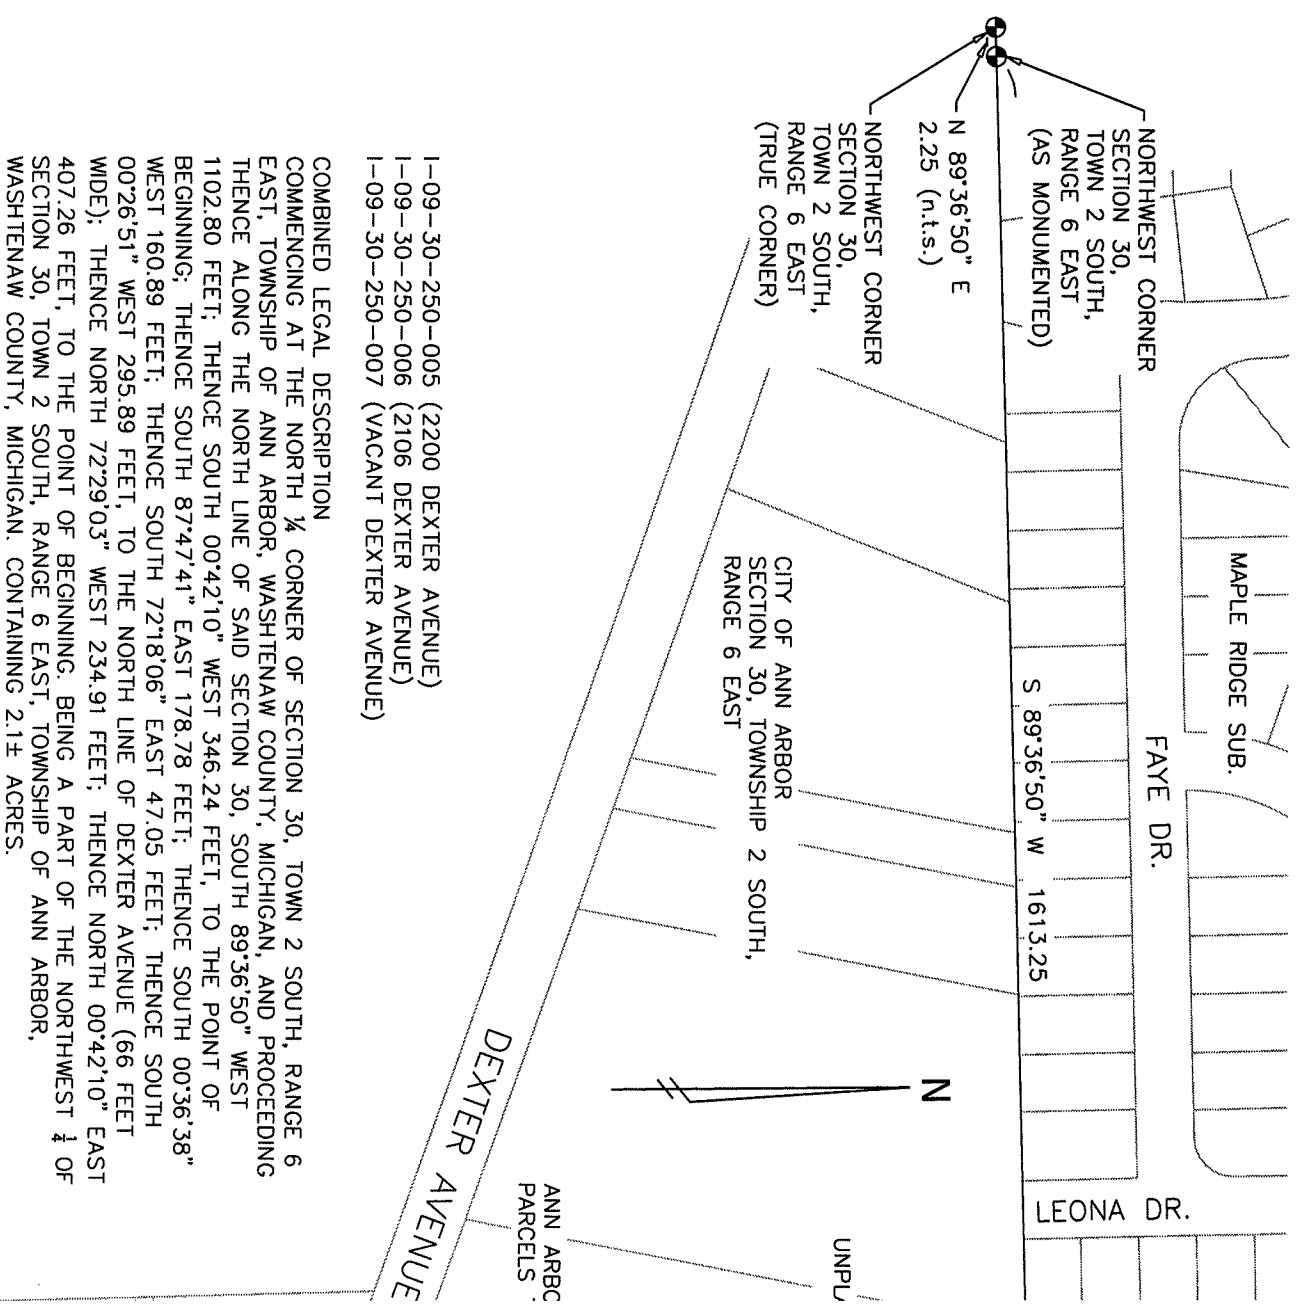 NORTHWEST CORNER
SECTION 30,
TOWN 2 SOUTH,
RANGE 6 EAST
(AS MONUMENTED)
N 89°36'50" E
2.25 (n.t.s.)
NORTHWEST CORNER
SECTION 30,
TOWN 2 SOUTH,
RANGE 6 EAST
(TRUE CORNER)
MAPLE RIDGE SUB.
FAYE DR.
S 89°36'50" W 1613.25
LEONA DR.
CITY OF ANN ARBOR
SECTION 30, TOWNSHIP 2 SOUTH,
RANGE 6 EAST
N
DEXTER AVENUE
UNPLA
ANN ARBO
PARCELS
I-09-30-250-005 (2200 DEXTER AVENUE)
I-09-30-250-006 (2106 DEXTER AVENUE)
I-09-30-250-007 (VACANT DEXTER AVENUE)
COMBINED LEGAL DESCRIPTION
COMMENCING AT THE NORTH ¼ CORNER OF SECTION 30, TOWN 2 SOUTH, RANGE 6
EAST, TOWNSHIP OF ANN ARBOR, WASHTENAW COUNTY, MICHIGAN, AND PROCEEDING
THENCE ALONG THE NORTH LINE OF SAID SECTION 30, SOUTH 89°36'50" WEST
1102.80 FEET; THENCE SOUTH 00°42'10" WEST 346.24 FEET, TO THE POINT OF
BEGINNING; THENCE SOUTH 87°47'41" EAST 178.78 FEET; THENCE SOUTH 00°36'38"
WEST 160.89 FEET; THENCE SOUTH 72°18'06" EAST 47.05 FEET; THENCE SOUTH
00°26'51" WEST 295.89 FEET, TO THE NORTH LINE OF DEXTER AVENUE (66 FEET
WIDE); THENCE NORTH 72°29'03" WEST 234.91 FEET; THENCE NORTH 00°42'10" EAST
407.26 FEET, TO THE POINT OF BEGINNING. BEING A PART OF THE NORTHWEST ¼ OF
SECTION 30, TOWN 2 SOUTH, RANGE 6 EAST, TOWNSHIP OF ANN ARBOR,
WASHTENAW COUNTY, MICHIGAN. CONTAINING 2.1± ACRES.